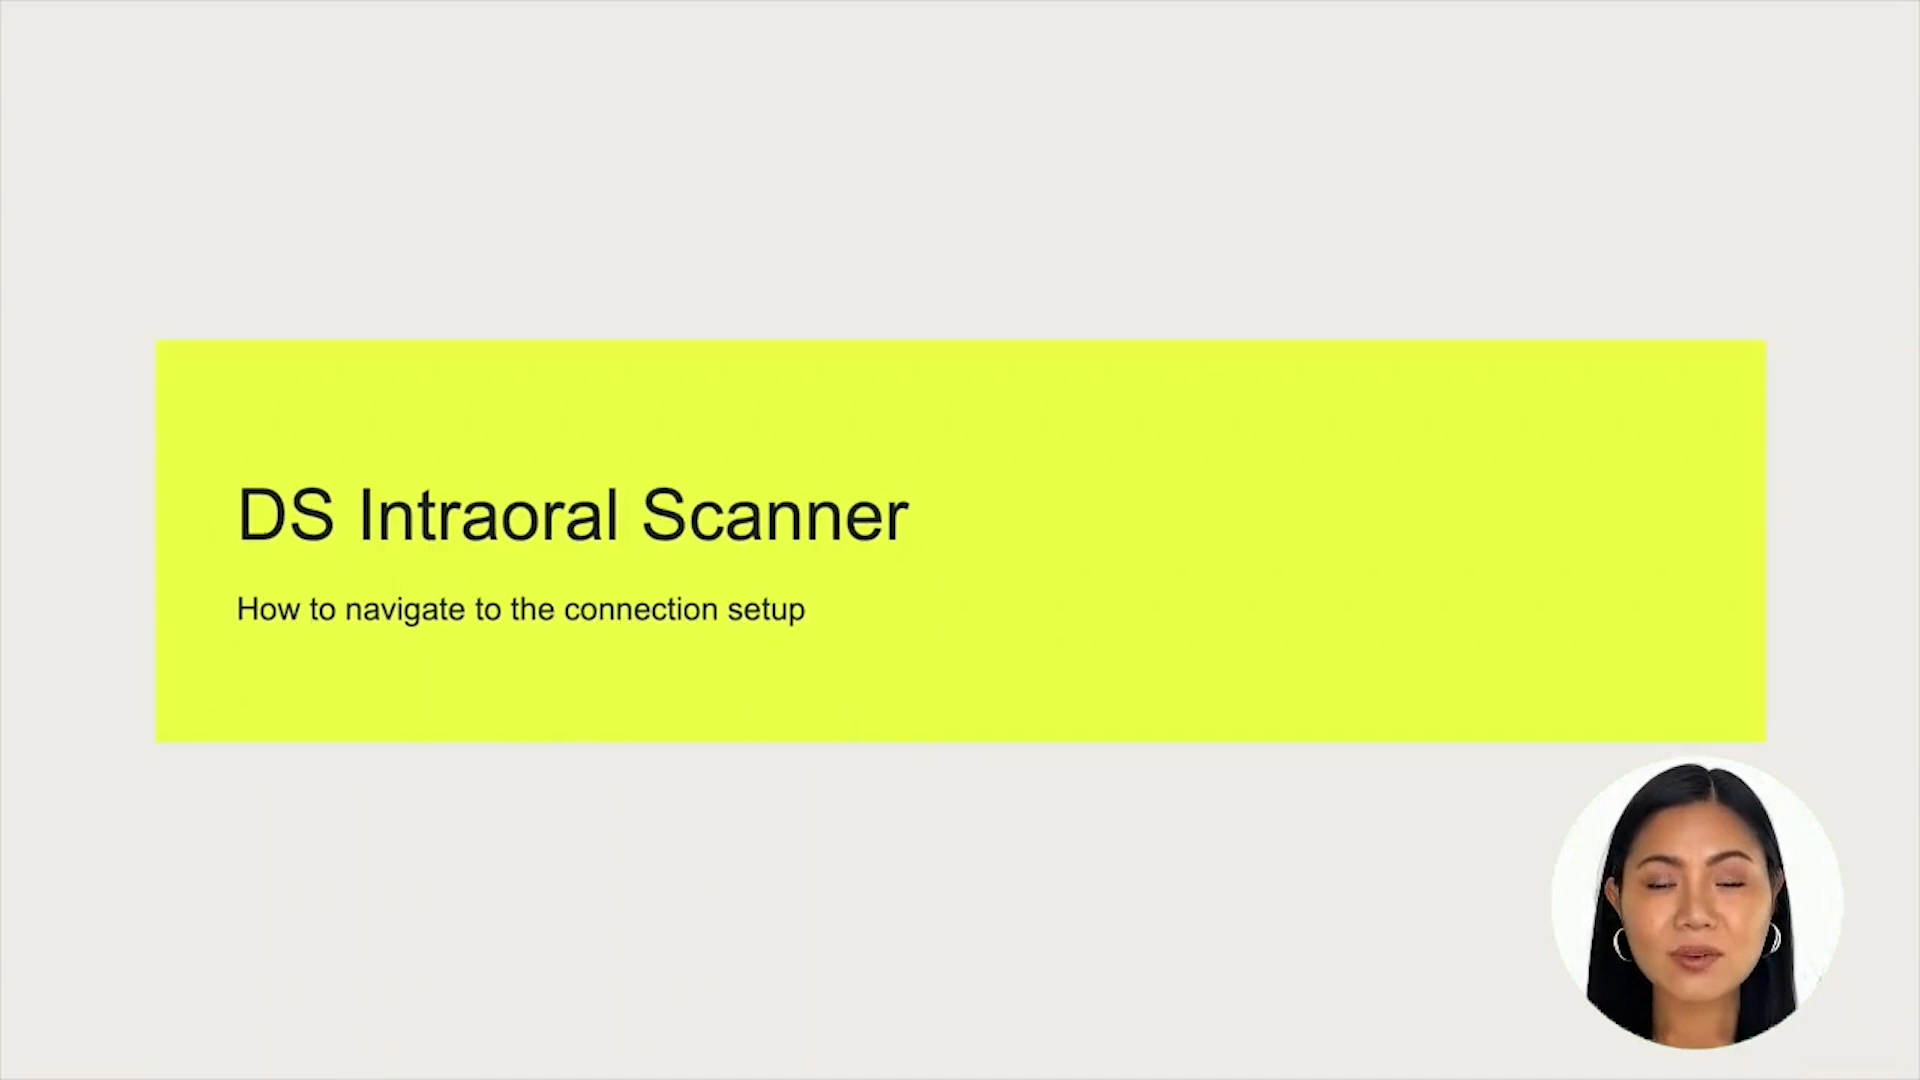 DS Intraoral Scanner
How to navigate to the connection setup